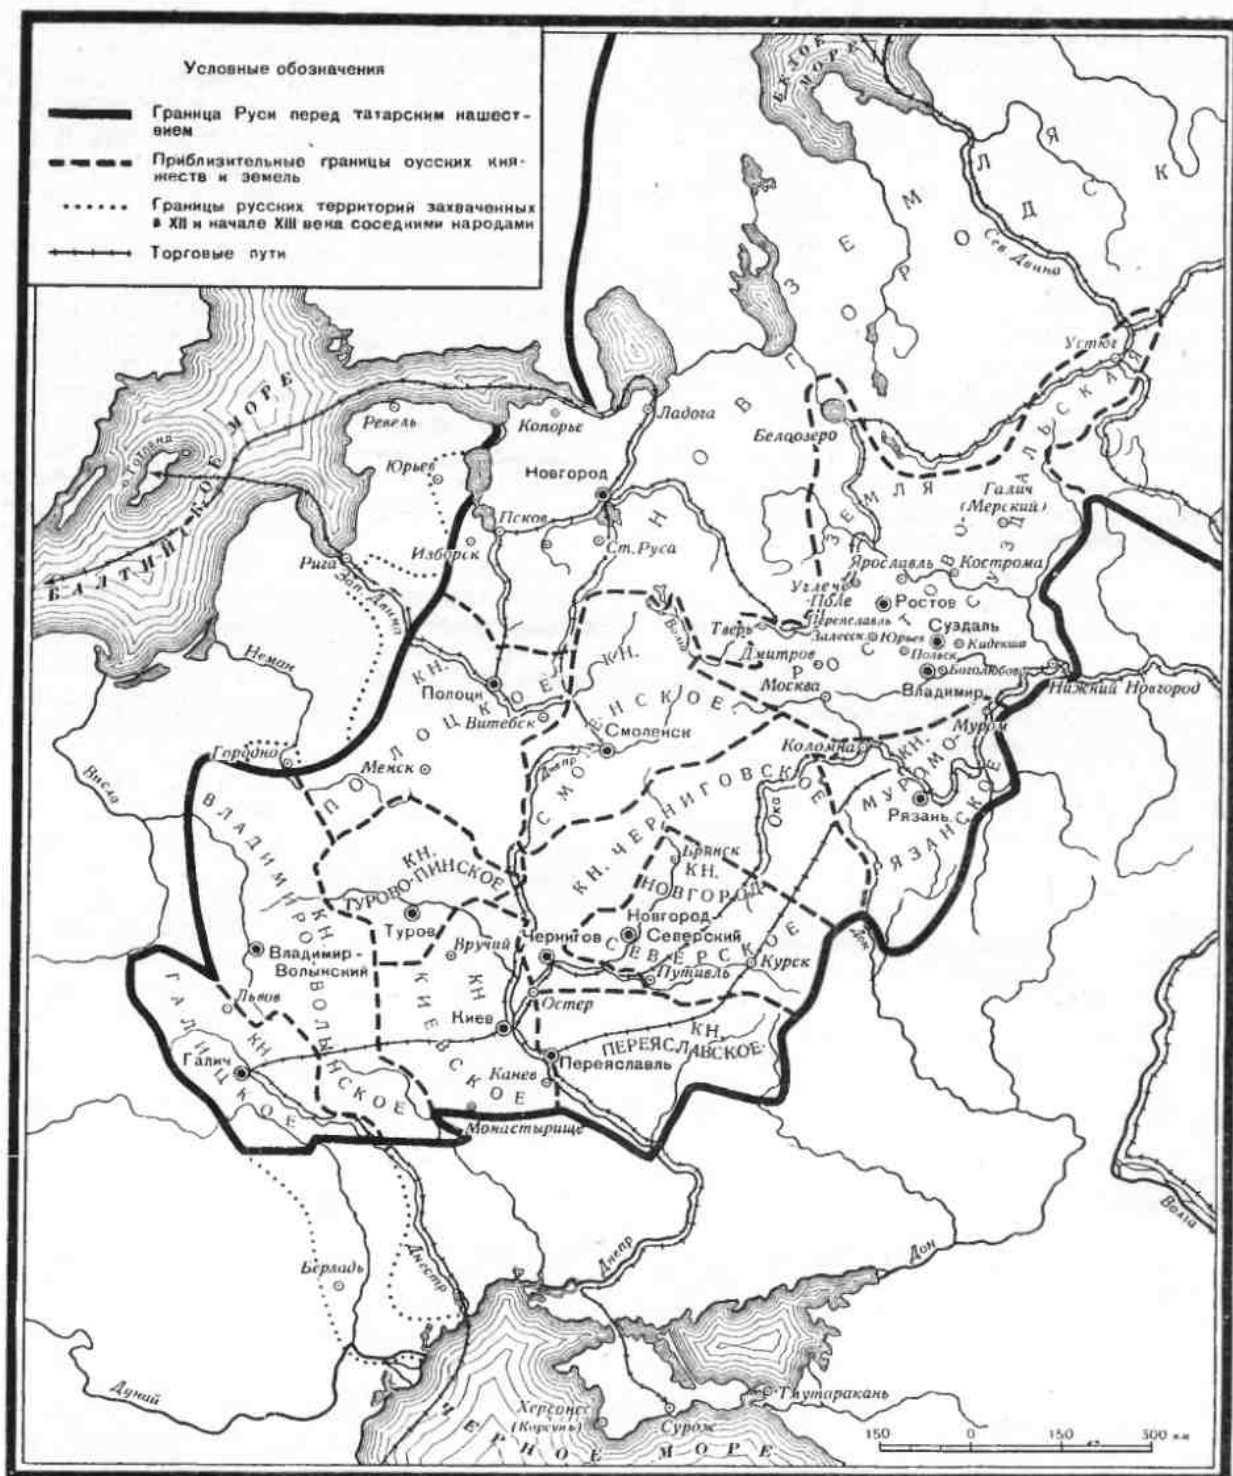 Условные обозначения
Граница Руси перед татарским нашест-
вием
Приблизительные границы русских кня-
жеств и земель
Границы русских территорий захваченных
в XII и начале XIII века соседними народами
Торговые пути
БЕЛОЕ
МОРЕ
НОВГОРОДСКАЯ
ЗЕМЛЯ
Сев. Двина
Устюг
БАЛТИЙСКОЕ МОРЕ
Готланд
Ревель
Копорье
Ладога
Белоозеро
Юрьев
Новгород
Галич
(Мерский)
Псков
Изборск
Ст. Руса
Рига
Зап. Двина
РОСТОВО-СУЗДАЛЬСКАЯ
ЗЕМЛЯ
Ярославль
Кострома
Углече
Поле
Ростов
Переяславль
Залесск
Юрьев
Польск
Суздаль
Кидекша
Тверь
Волга
Дмитров
Боголюбово
Москва
Владимир
Нижний Новгород
Неман
Полоцк
КН.
ПОЛОЦКОЕ
Витебск
КН.
СМОЛЕНСКОЕ
Смоленск
Днепр
Муром
Коломна
КН.
МУРОМО-
РЯЗАНСКОЕ
Рязань
Городно
Менск
Висла
КН. ЧЕРНИГОВСКОЕ
Ока
Брянск
КН.
НОВГОРОД-
СЕВЕРСКОЕ
Новгород-
Северский
КН.
ТУРОВО-ПИНСКОЕ
Туров
ВЛАДИМИРО-ВОЛЫНСКОЕ
КН.
Владимир-
Волынский
Вручий
Чернигов
Путивль
Курск
Дон
Львов
КН
КИЕВСКОЕ
Остер
Киев
КН.
ПЕРЕЯСЛАВСКОЕ
Переяславль
ГАЛИЦКОЕ
КН
Галич
Канев
Монастырище
Берладь
Днестр
Днепр
Дон
Волга
Дунай
Тмутаракань
Херсонес
(Корсунь)
Сурож
ЧЕРНОЕ МОРЕ
150 0 150 300 км